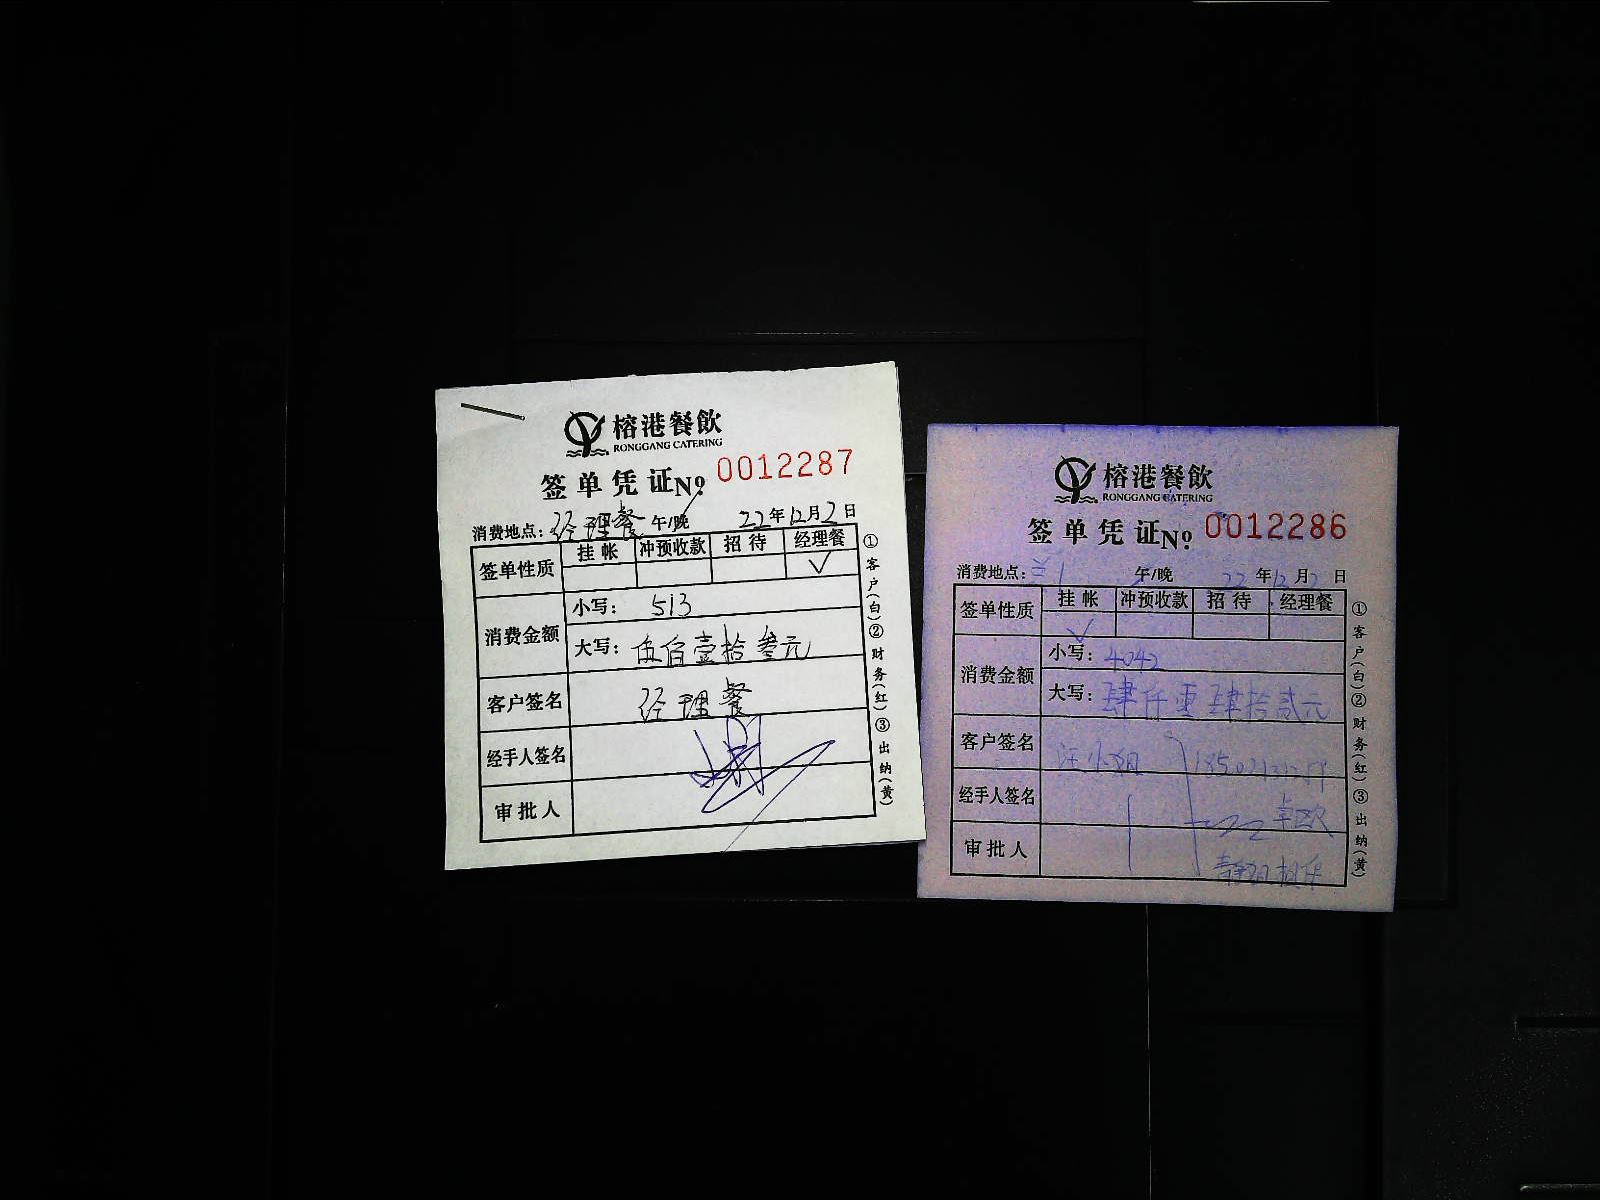 榕港餐飲
RONGGANG CATERING
签单凭证No. 0012287
消费地点: 经理餐 午/晚 22年12月2日
签单性质 挂帐 冲预收款 招待 经理餐
✓
消费金额 小写: 513
大写: 伍佰壹拾叁元
客户签名 经理餐
经手人签名
审批人
①客户(白)②财务(红)③出纳(黄)
榕港餐飲
RONGGANG CATERING
签单凭证No. 0012286
消费地点: 午/晚 22年12月2日
签单性质 挂帐 冲预收款 招待 经理餐
✓
消费金额 小写: 4042
大写: 肆仟零肆拾贰元
客户签名 汪小姐
经手人签名
审批人
①客户(白)②财务(红)③出纳(黄)